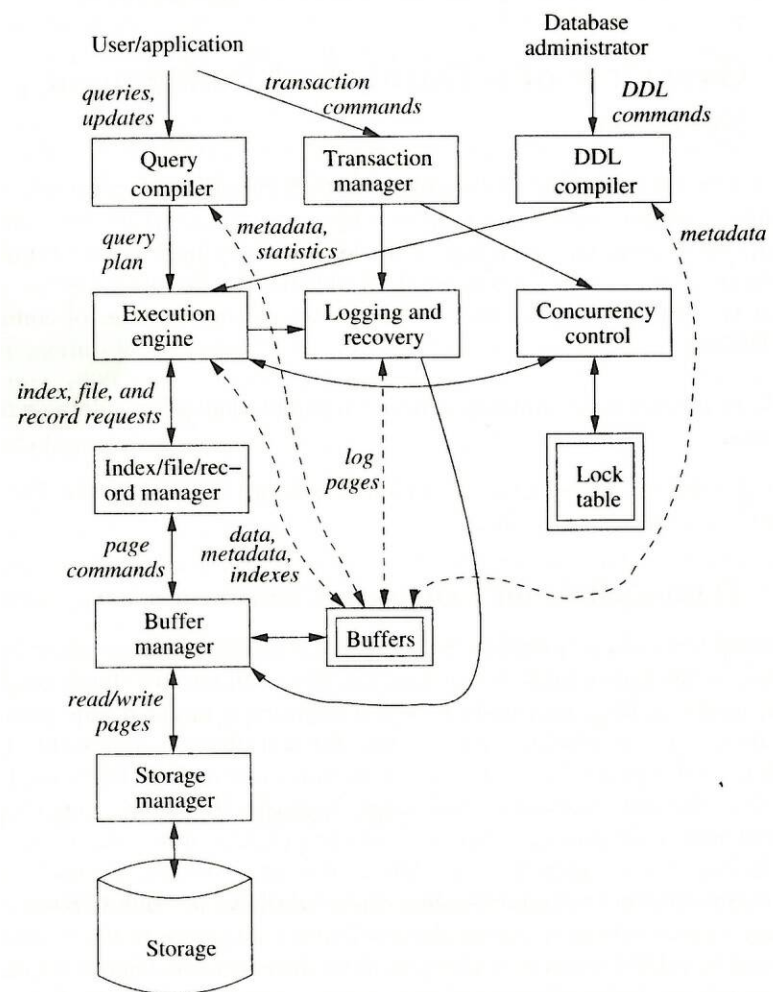 User/application
Database
administrator
queries,
updates
transaction
commands
DDL
commands
Query
compiler
Transaction
manager
DDL
compiler
query
plan
metadata,
statistics
metadata
Execution
engine
Logging and
recovery
Concurrency
control
index, file, and
record requests
Index/file/rec-
ord manager
log
pages
Lock
table
page
commands
data,
metadata,
indexes
Buffer
manager
Buffers
read/write
pages
Storage
manager
Storage